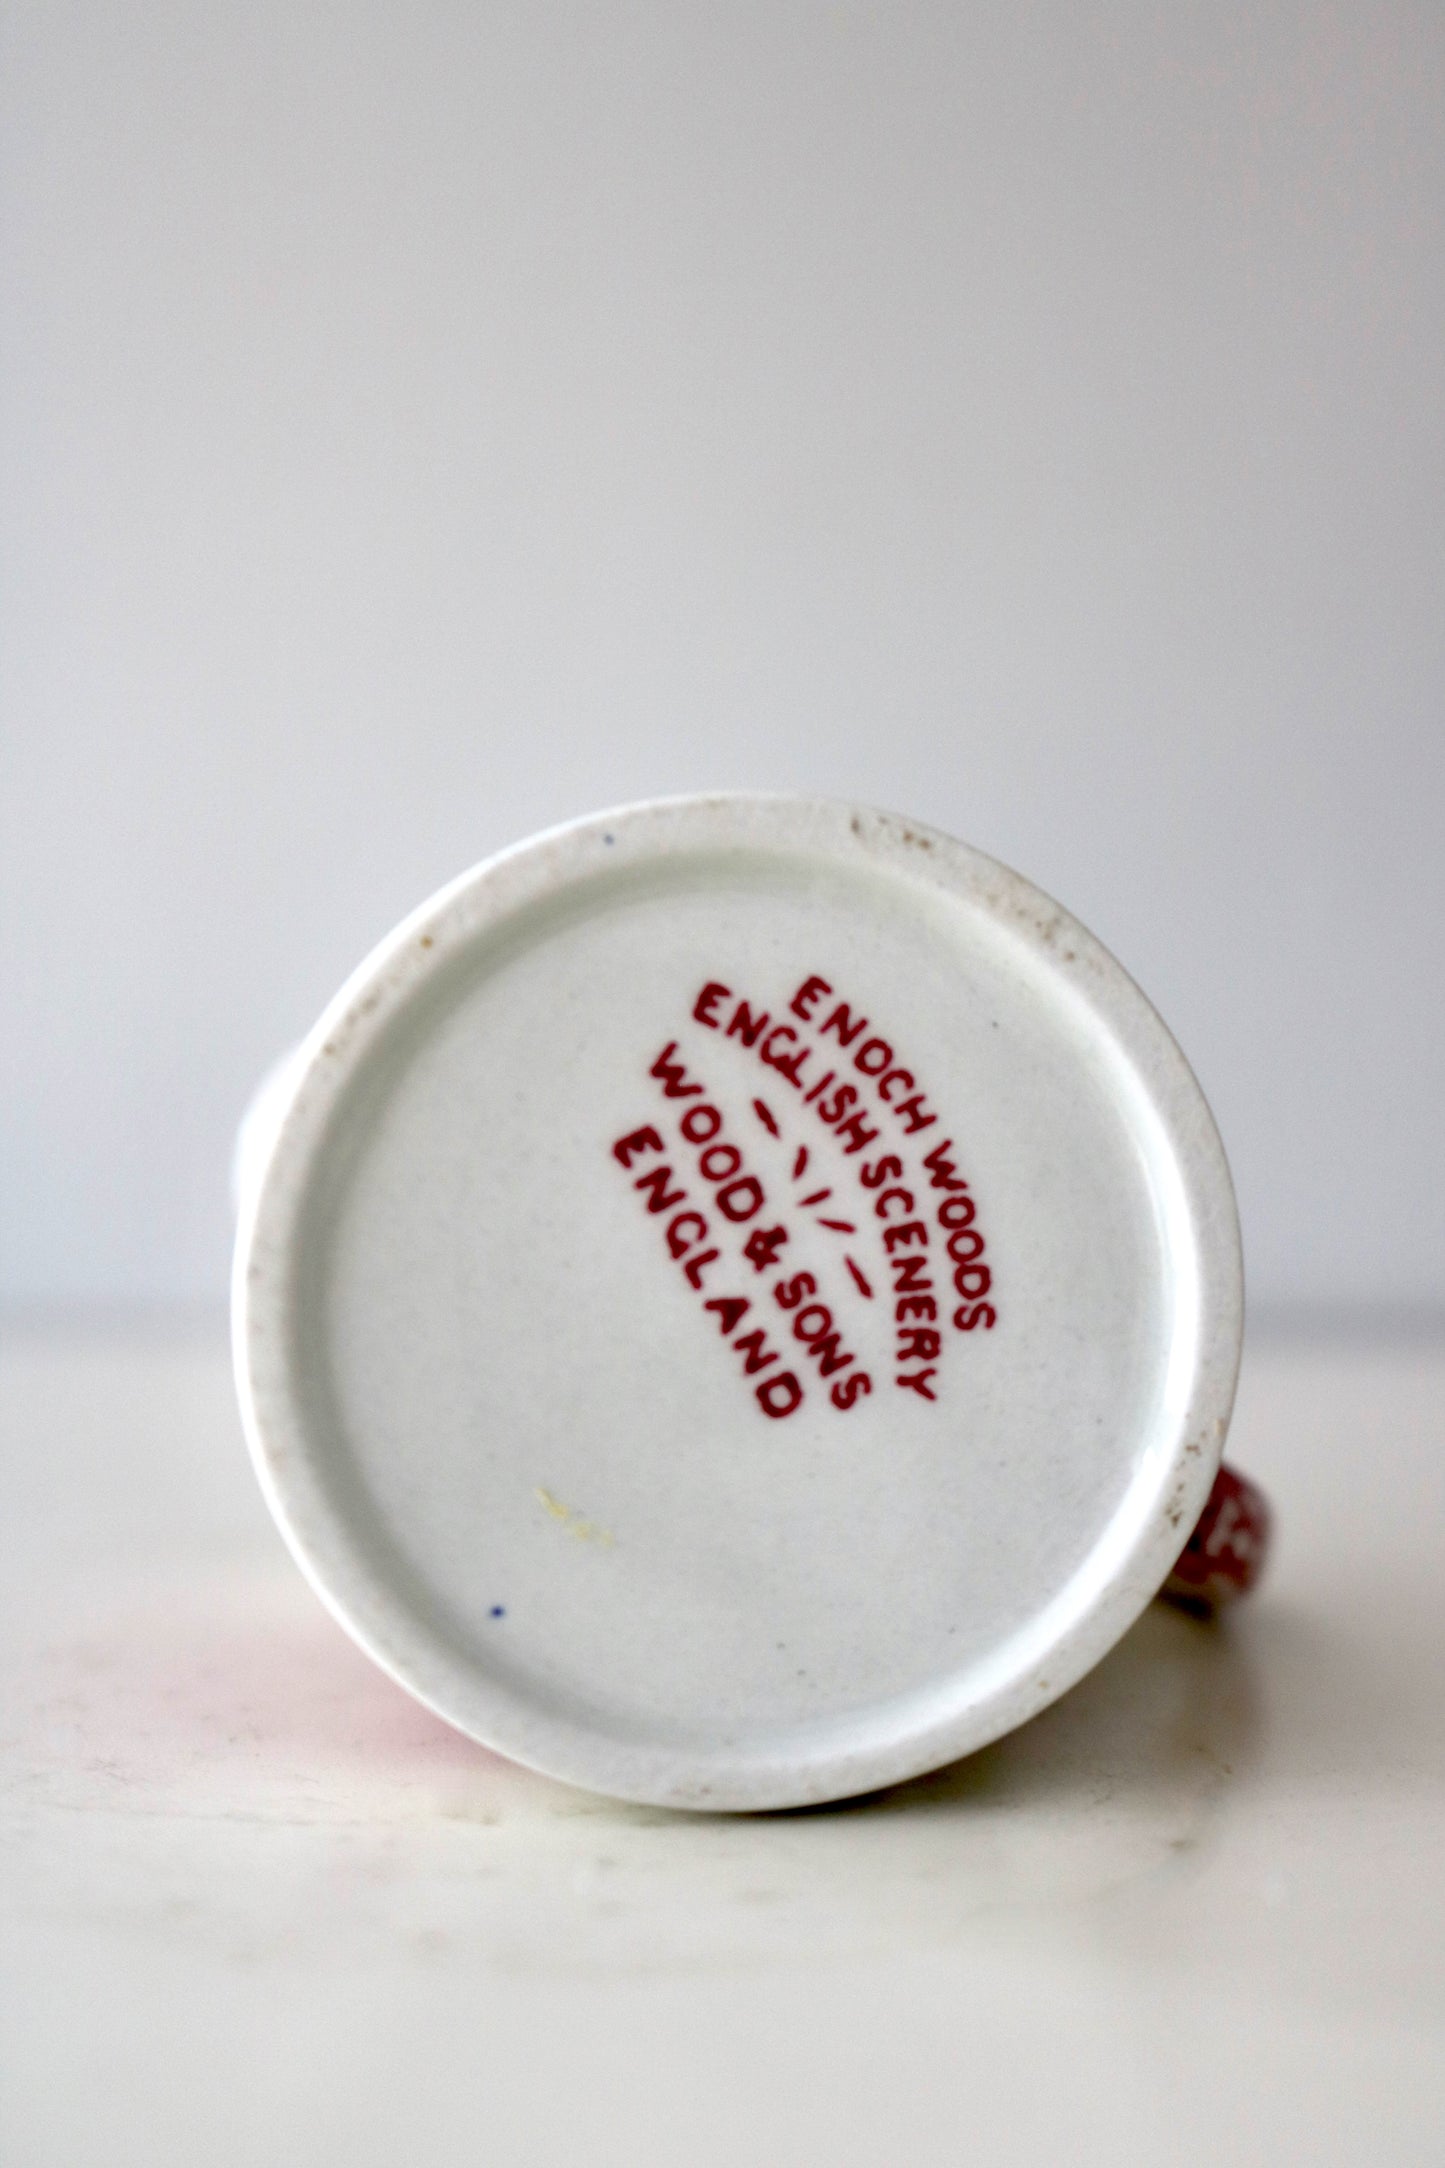 ENOCH WOODS
ENGLISH SCENERY
WOOD & SONS
ENGLAND